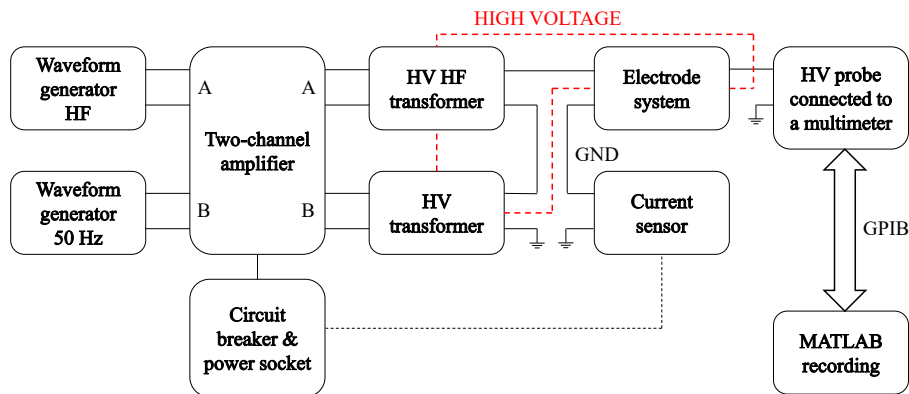 HIGH VOLTAGE
Waveform
generator
HF
A
A
HV HF
transformer
Electrode
system
HV probe
connected to
a multimeter
Two-channel
amplifier
GND
Waveform
generator
50 Hz
B
B
HV
transformer
Current
sensor
GPIB
Circuit
breaker &
power socket
MATLAB
recording